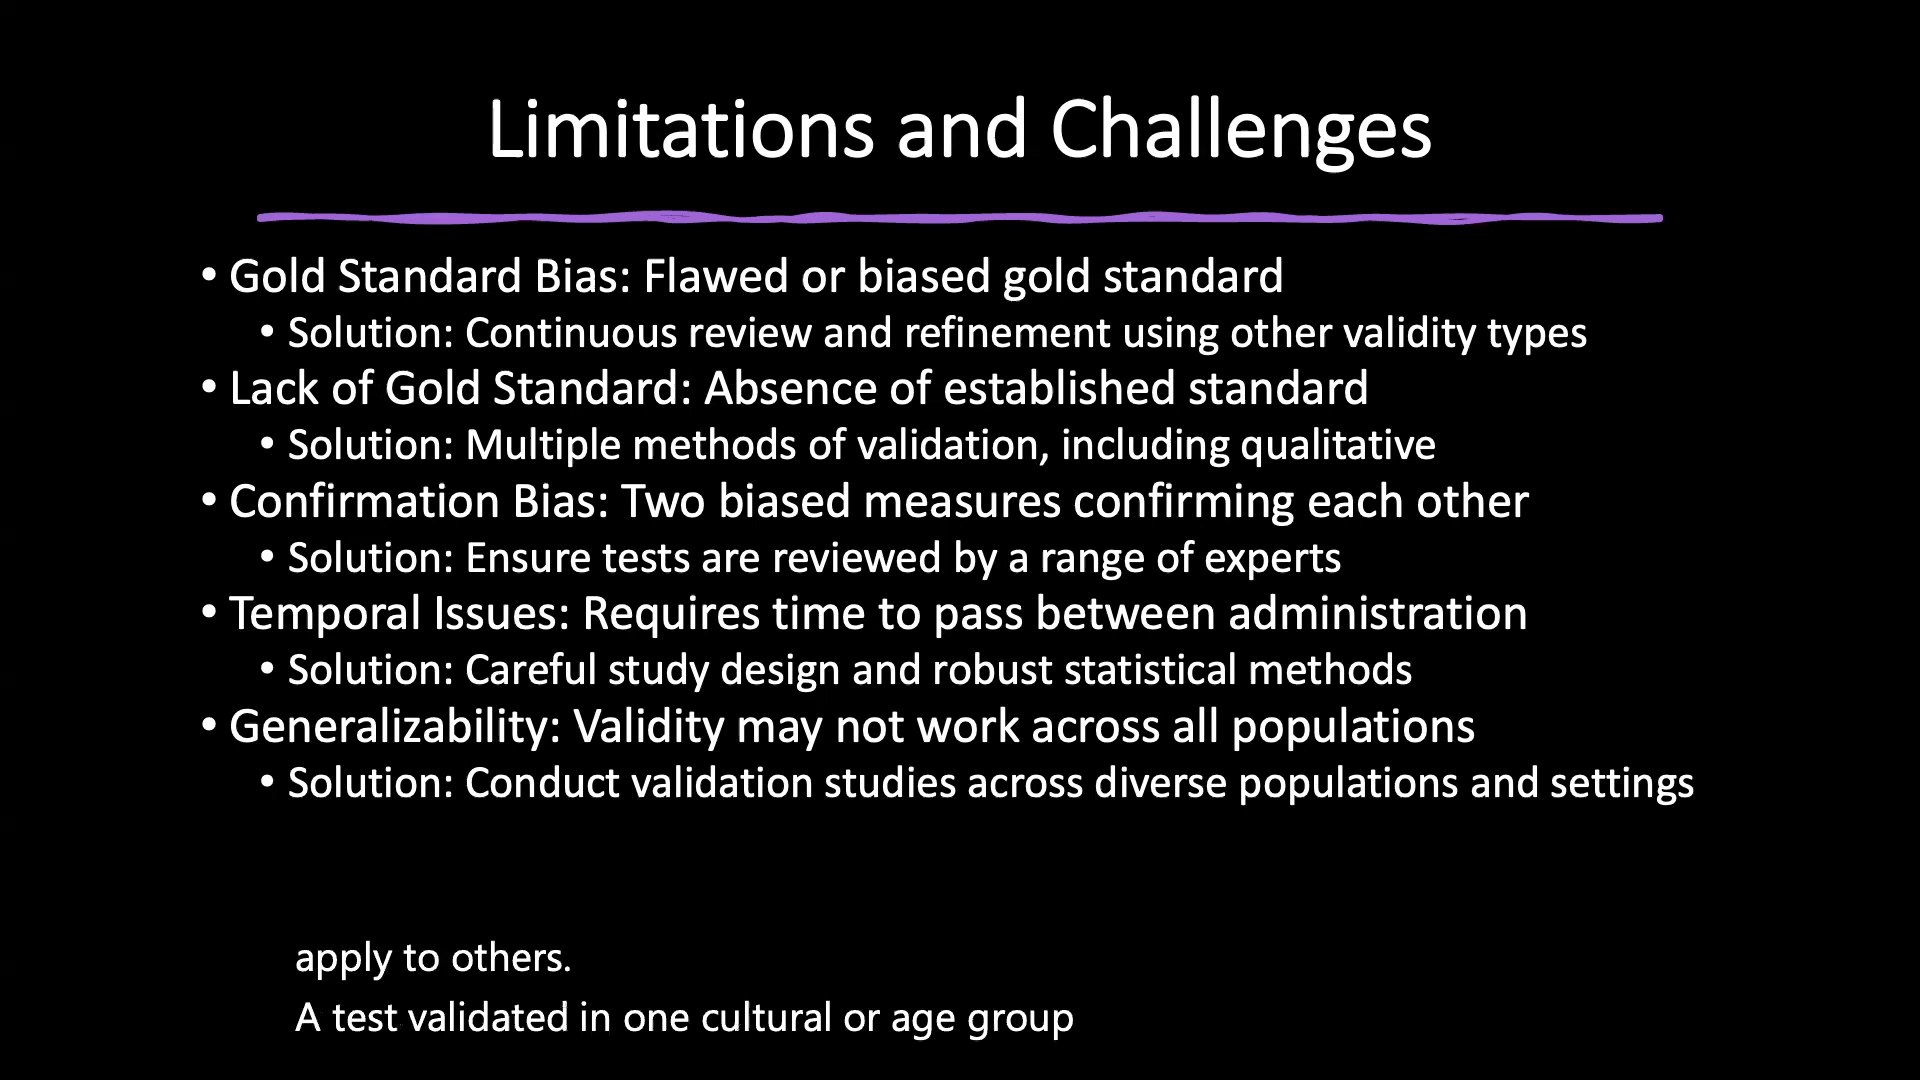 Limitations and Challenges
• Gold Standard Bias: Flawed or biased gold standard
• Solution: Continuous review and refinement using other validity types
• Lack of Gold Standard: Absence of established standard
• Solution: Multiple methods of validation, including qualitative
• Confirmation Bias: Two biased measures confirming each other
• Solution: Ensure tests are reviewed by a range of experts
• Temporal Issues: Requires time to pass between administration
• Solution: Careful study design and robust statistical methods
• Generalizability: Validity may not work across all populations
• Solution: Conduct validation studies across diverse populations and settings
apply to others.
A test validated in one cultural or age group